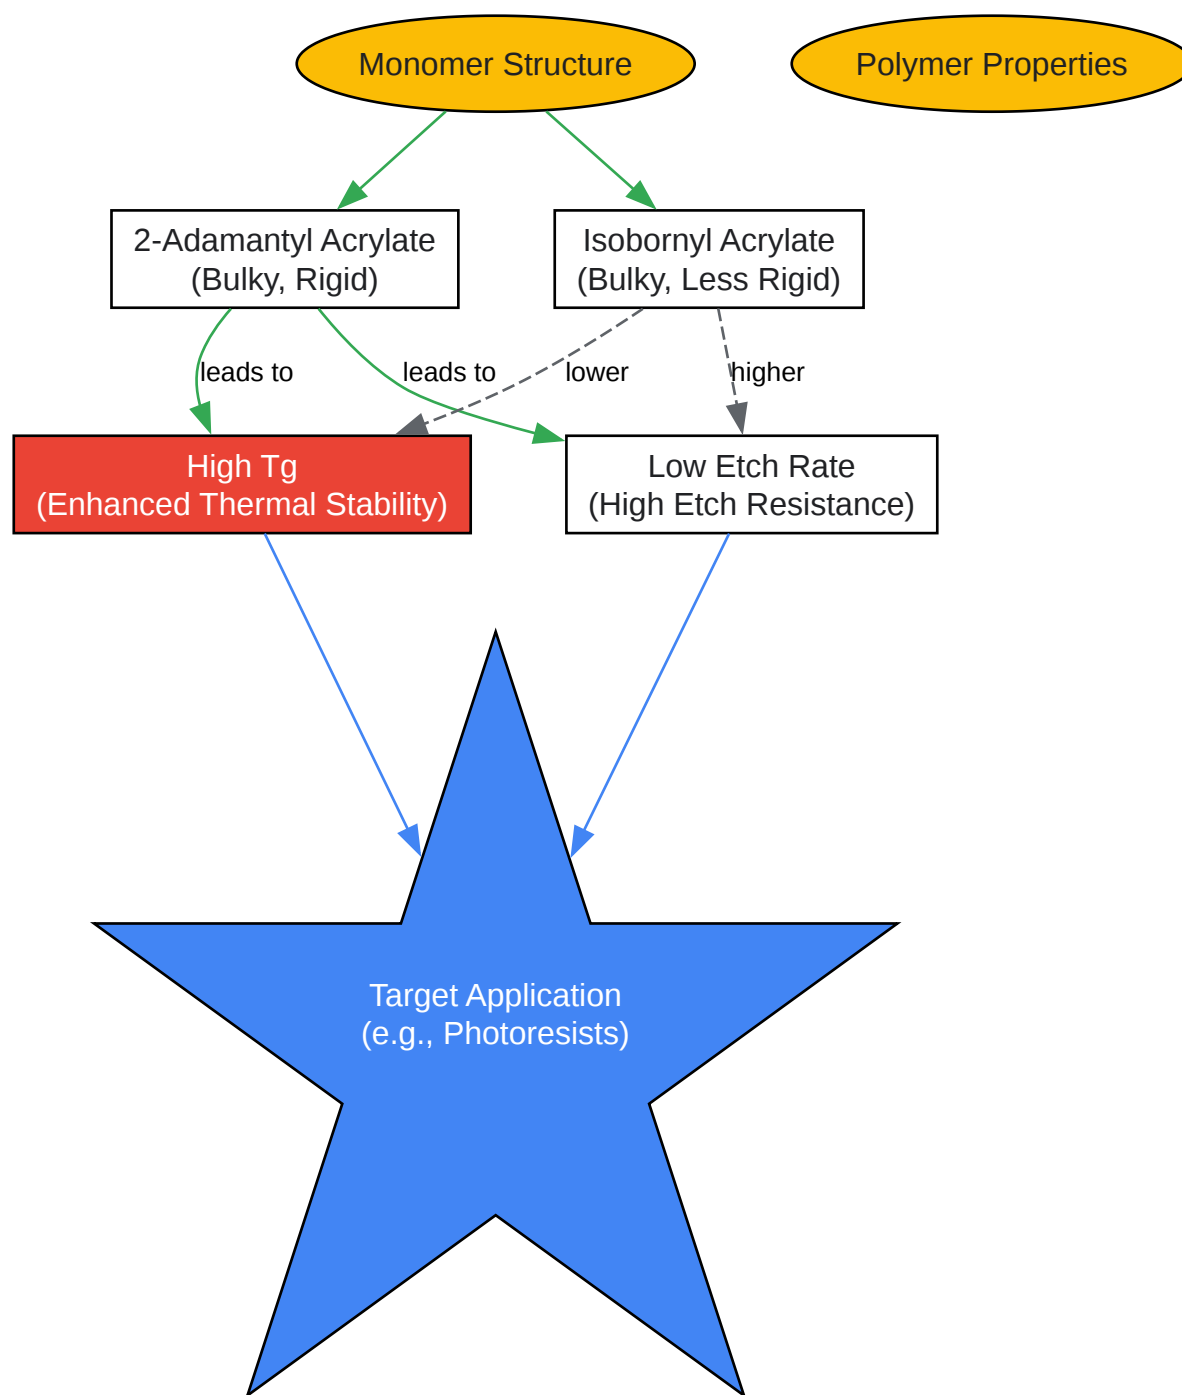 Monomer Structure
Polymer Properties
2-Adamantyl Acrylate
(Bulky, Rigid)
Isobornyl Acrylate
(Bulky, Less Rigid)
leads to
leads to
lower
higher
High Tg
(Enhanced Thermal Stability)
Low Etch Rate
(High Etch Resistance)
Target Application
(e.g., Photoresists)